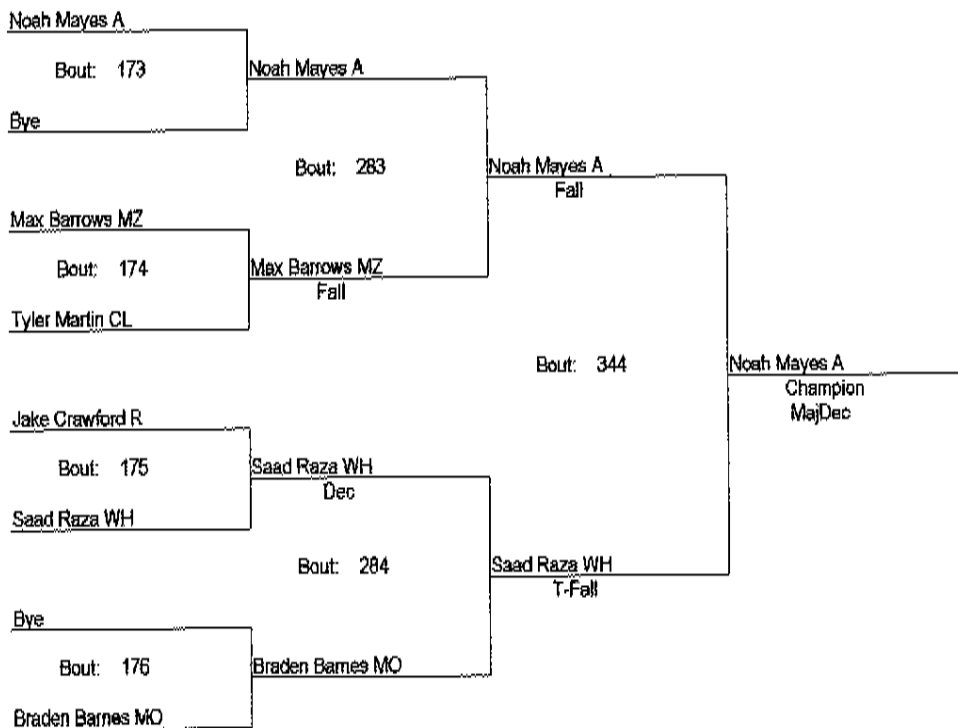 Noah Mayes A
Bout: 173
Noah Mayes A
Bye
Bout: 283
Noah Mayes A
Fall
Max Barrows MZ
Bout: 174
Max Barrows MZ
Fall
Tyler Martin CL
Bout: 344
Noah Mayes A
Champion
MajDec
Jake Crawford R
Bout: 175
Saad Raza WH
Dec
Saad Raza WH
Bout: 284
Saad Raza WH
T-Fall
Bye
Bout: 176
Braden Barnes MO
Braden Barnes MO